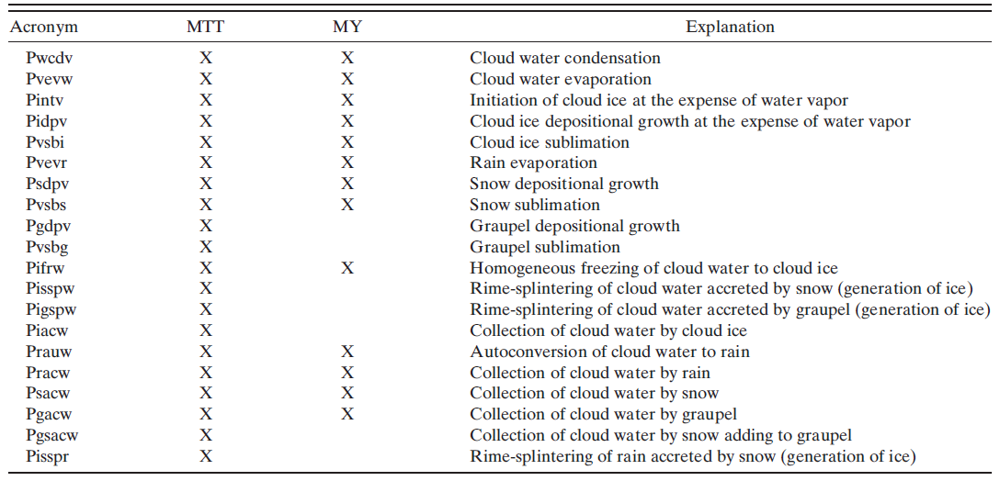 Acronym MTT MY Explanation
Pwcdv X X Cloud water condensation
Pvevw X X Cloud water evaporation
Pintv X X Initiation of cloud ice at the expense of water vapor
Pidpv X X Cloud ice depositional growth at the expense of water vapor
Pvsbi X X Cloud ice sublimation
Pvevr X X Rain evaporation
Psdpv X X Snow depositional growth
Pvsbs X X Snow sublimation
Pgdpv X Graupel depositional growth
Pvsbg X Graupel sublimation
Pifrw X X Homogeneous freezing of cloud water to cloud ice
Pisspw X Rime-splintering of cloud water accreted by snow (generation of ice)
Pigspw X Rime-splintering of cloud water accreted by graupel (generation of ice)
Piacw X Collection of cloud water by cloud ice
Prauw X X Autoconversion of cloud water to rain
Pracw X X Collection of cloud water by rain
Psacw X X Collection of cloud water by snow
Pgacw X X Collection of cloud water by graupel
Pgsacw X Collection of cloud water by snow adding to graupel
Pisspr X Rime-splintering of rain accreted by snow (generation of ice)